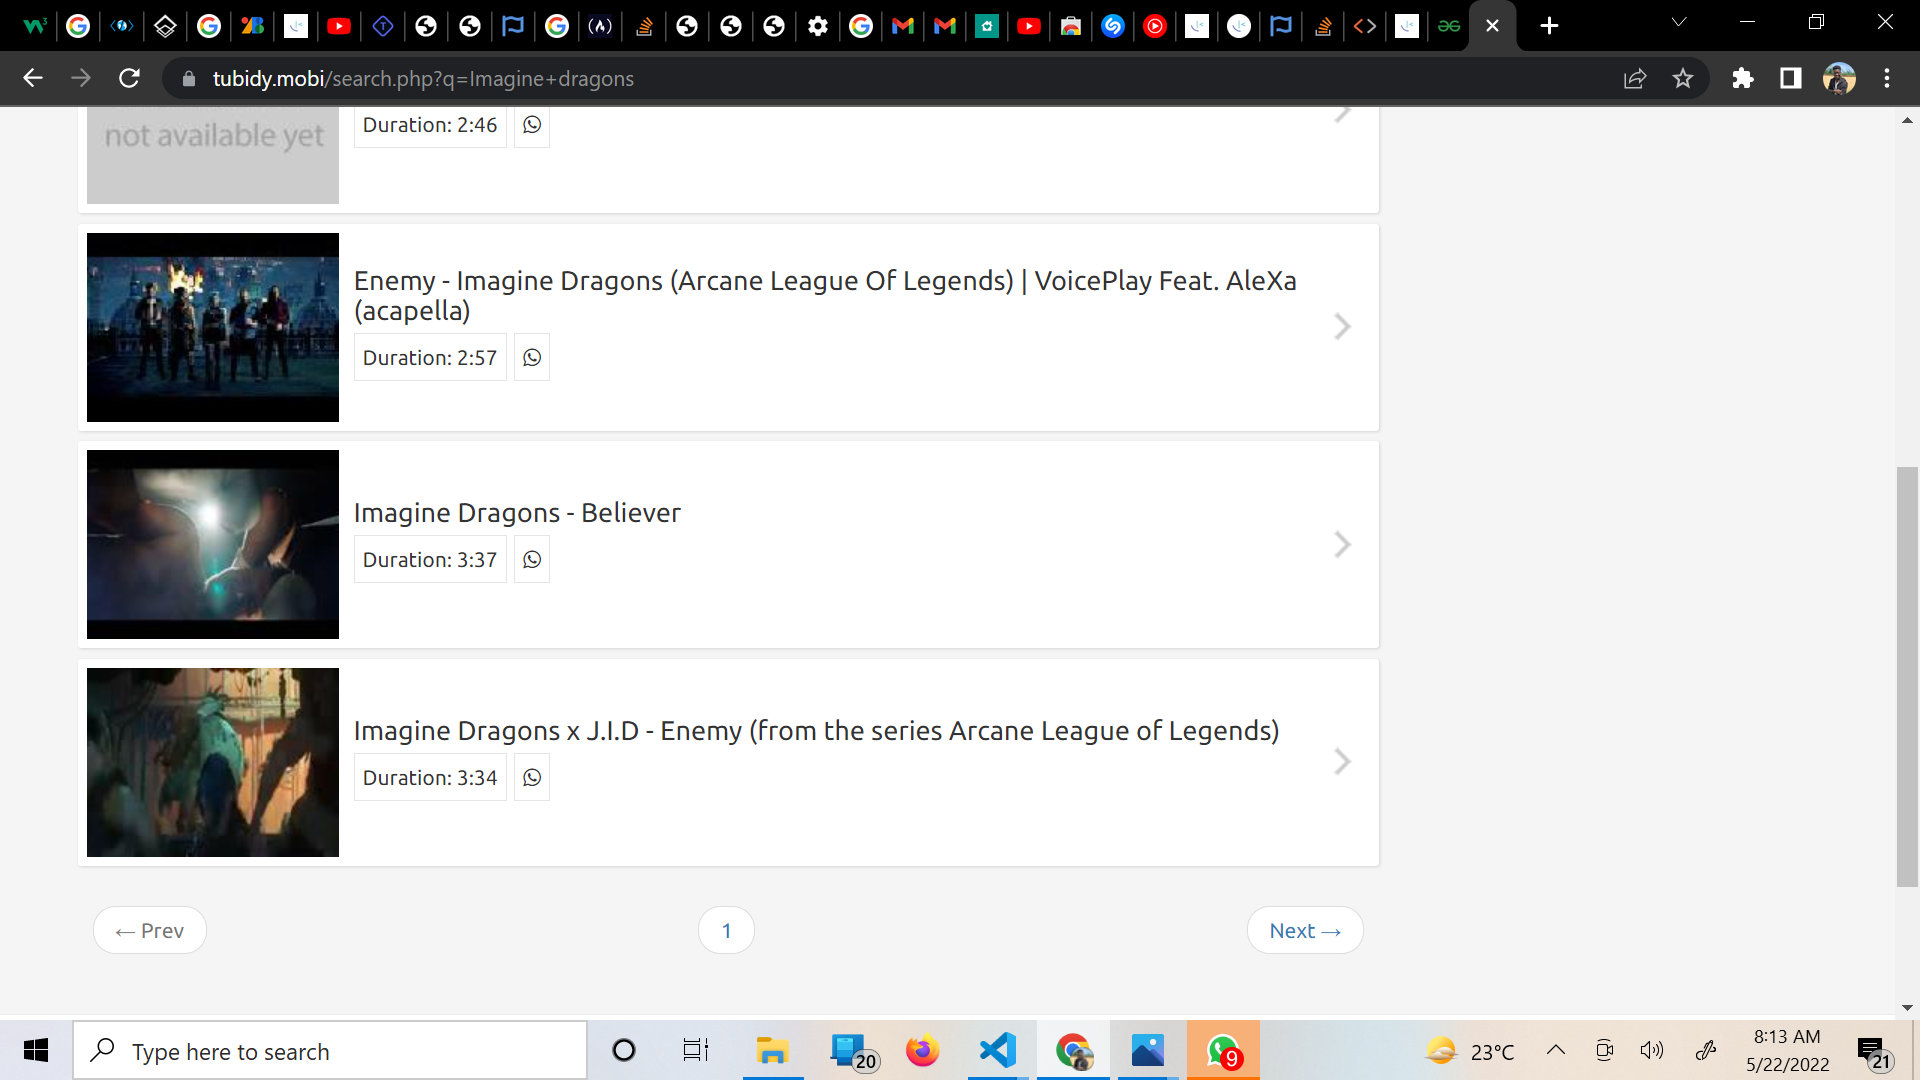 tubidy.mobi/search.php?q=Imagine+dragons
not available yet
Duration: 2:46
Enemy - Imagine Dragons (Arcane League Of Legends) | VoicePlay Feat. AleXa
(acapella)
Duration: 2:57
Imagine Dragons - Believer
Duration: 3:37
Imagine Dragons x J.I.D - Enemy (from the series Arcane League of Legends)
Duration: 3:34
← Prev
1
Next →
Type here to search
20
9
23°C
8:13 AM
5/22/2022
21